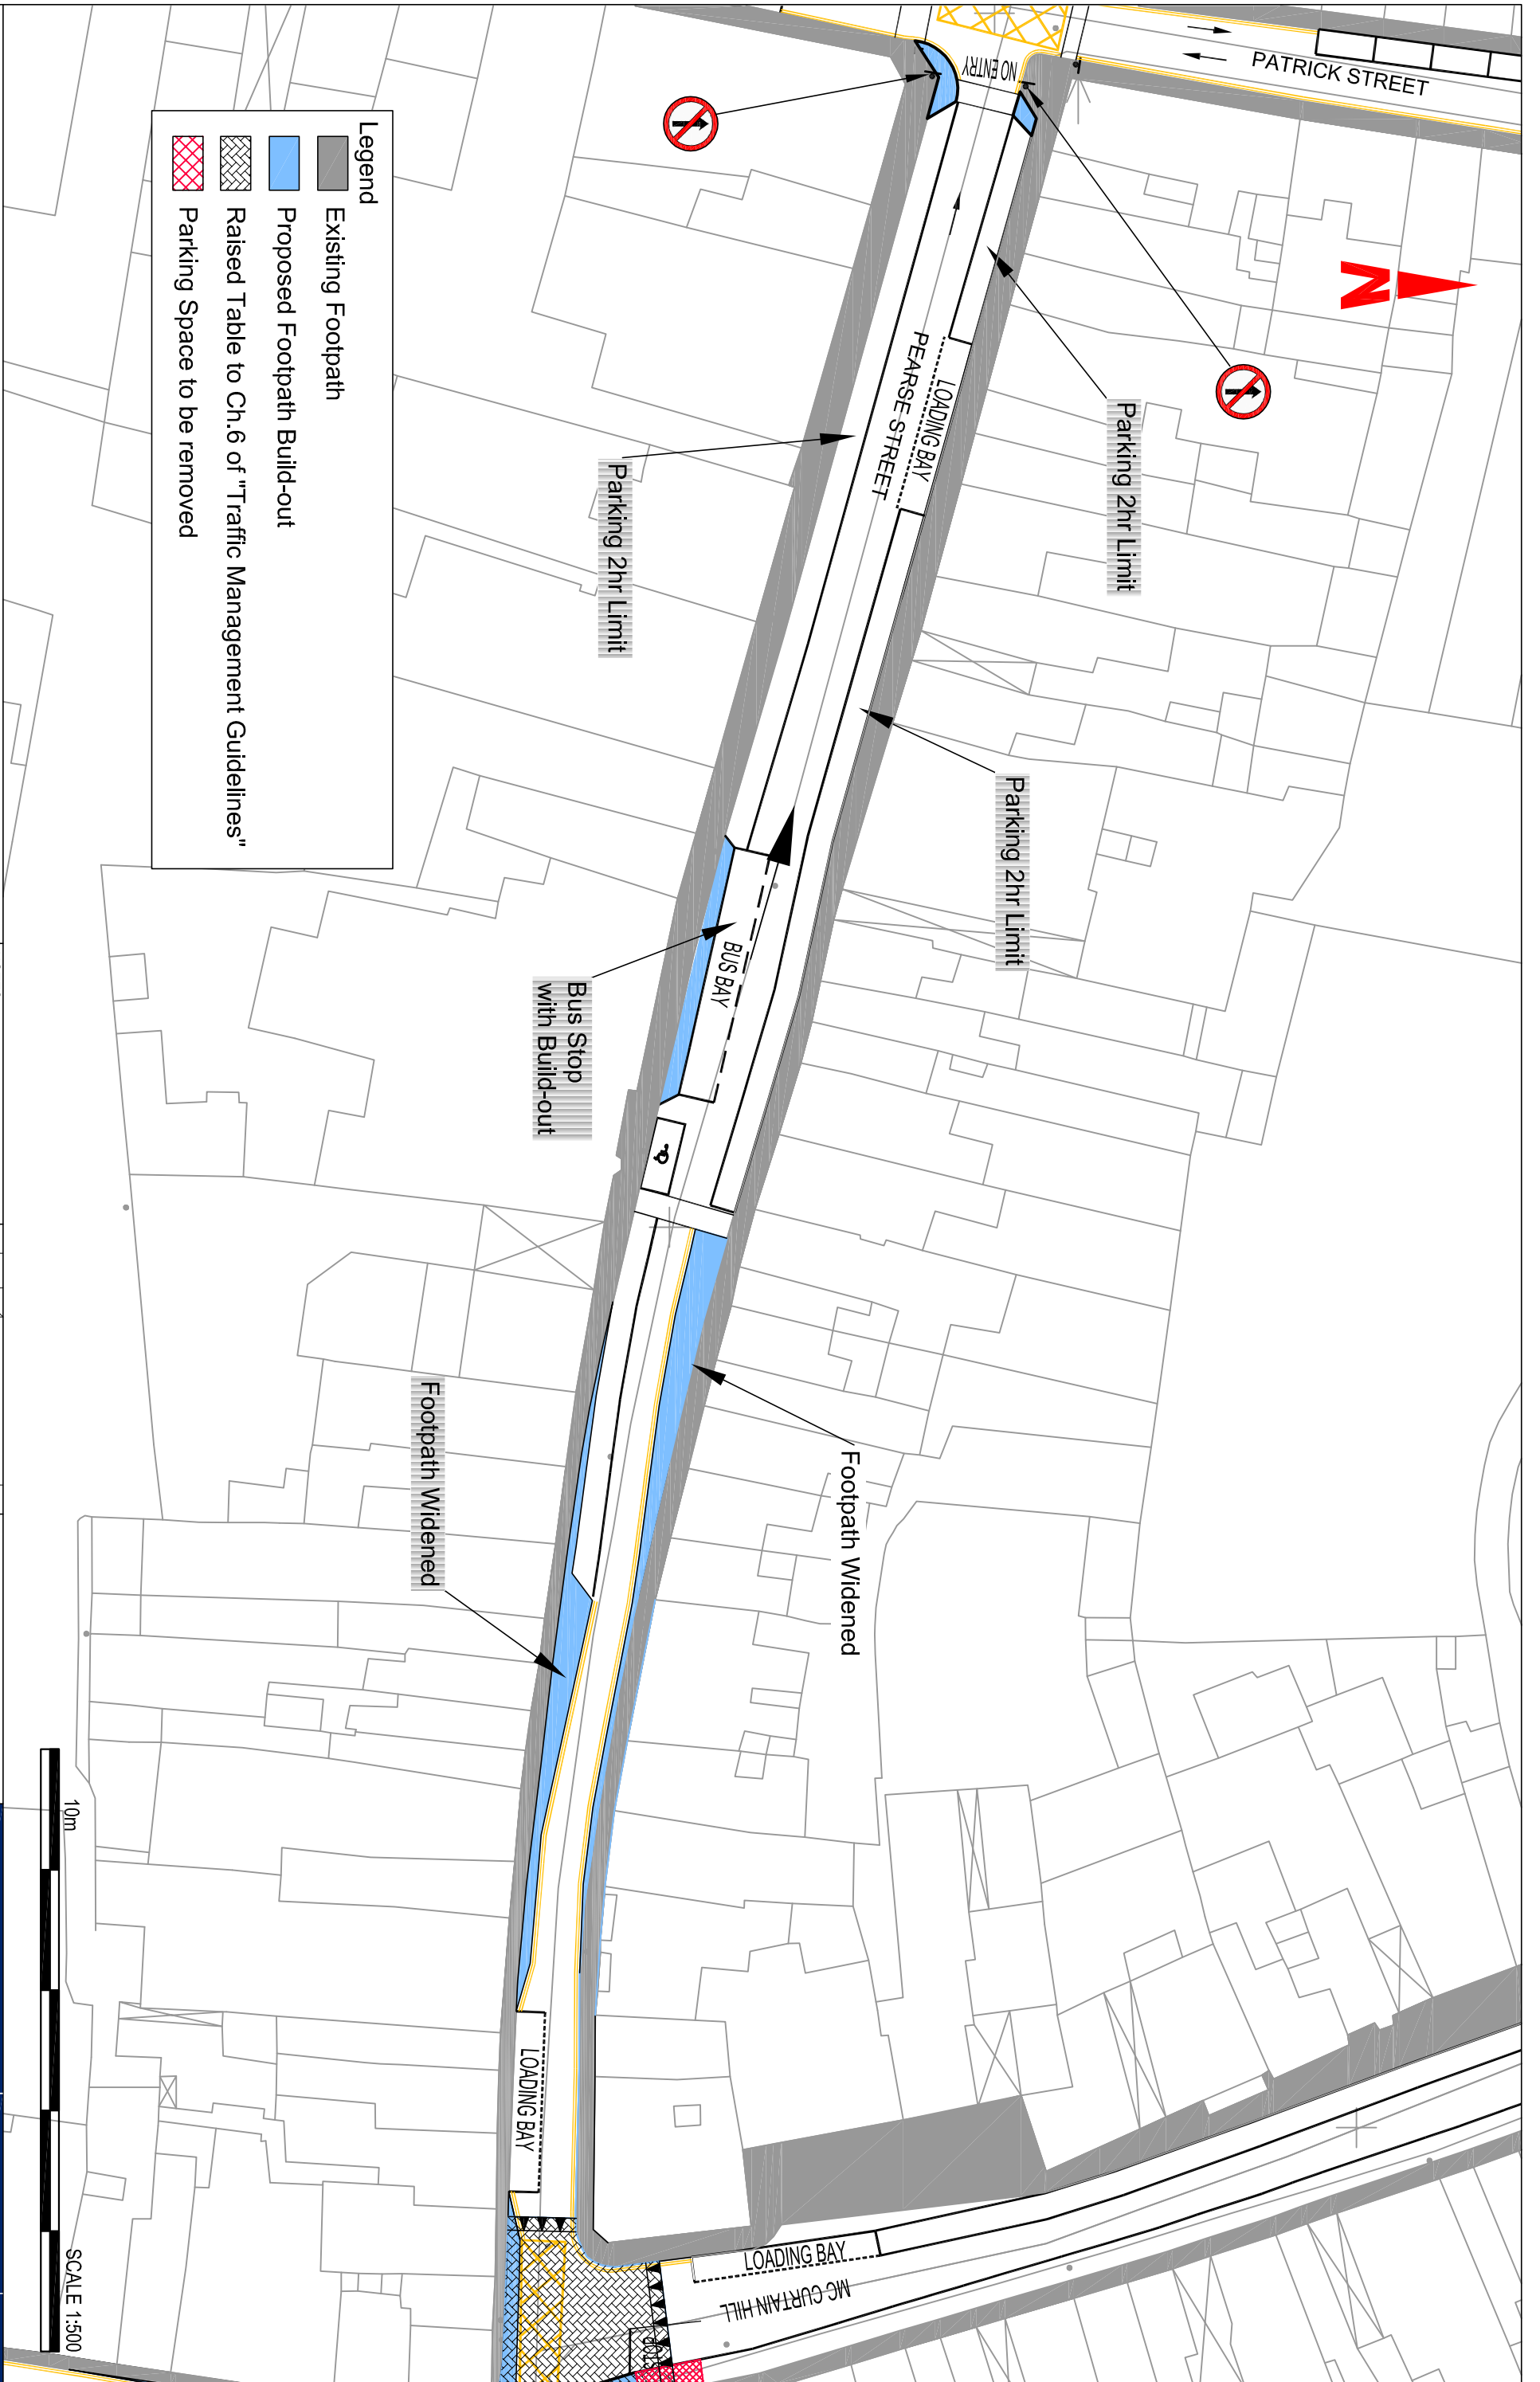 PATRICK STREET
NO ENTRY
N
Parking 2hr Limit
LOADING BAY
PEARSE STREET
Parking 2hr Limit
Parking 2hr Limit
BUS BAY
Bus Stop
with Build-out
Footpath Widened
Footpath Widened
LOADING BAY
LOADING BAY
MC CURTAIN HILL
STOP
Legend
Existing Footpath
Proposed Footpath Build-out
Raised Table to Ch.6 of "Traffic Management Guidelines"
Parking Space to be removed
10m
SCALE 1:500